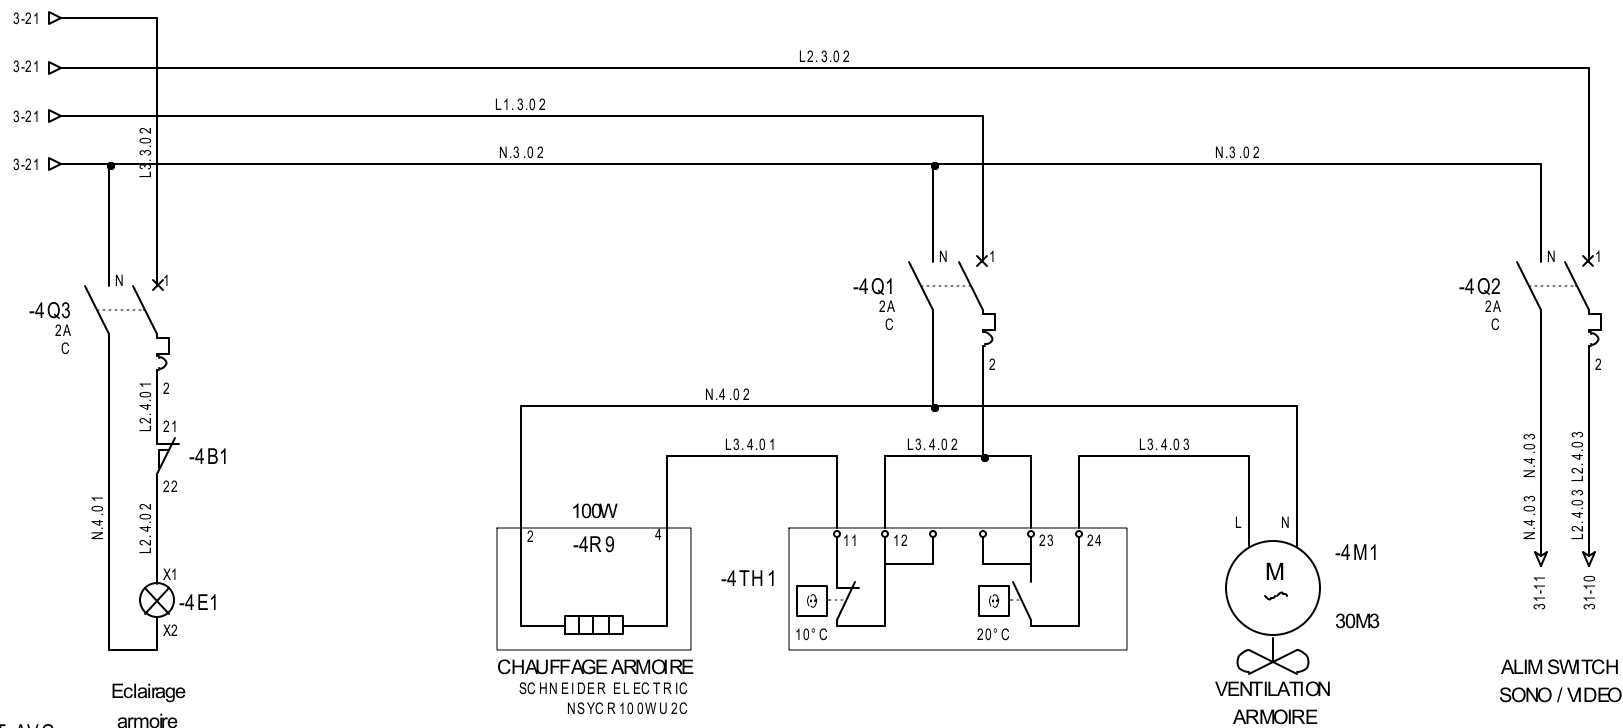 3-21
3-21
L2.3.02
3-21
L1.3.02
3-21
N.3.02
N.3.02
L3.3.02
N
1
-4Q3
2A
C
2
L2.4.01
21
-4B1
22
N.4.01
L2.4.02
X1
-4E1
X2
Eclairage
armoire
N
1
-4Q1
2A
C
2
N.4.02
L3.4.01
L3.4.02
L3.4.03
100W
2
4
-4R9
CHAUFFAGE ARMOIRE
SCHNEIDER ELECTRIC
NSYCR100WU2C
11
12
23
24
-4TH1
10°C
20°C
L
N
M
-4M1
30M3
VENTILATION
ARMOIRE
N
1
-4Q2
2A
C
2
N.4.03
L2.4.03
N.4.03
L2.4.03
31-11
31-10
ALIM SWITCH
SONO / VIDEO